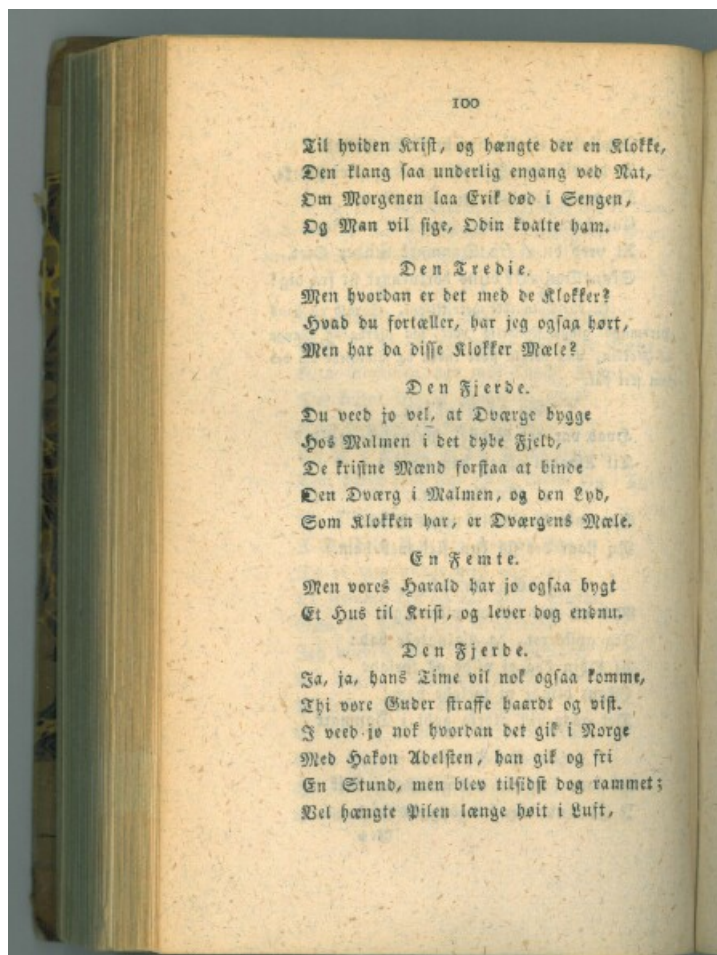 100
Til hviden Krist, og hængte der en Klokke,
Den klang saa underlig engang ved Nat,
Om Morgenen laa Erik død i Sengen,
Og Man vil sige, Odin kvalte ham.
Den Tredie.
Men hvordan er det med de Klokker?
Hvad du fortæller, har jeg ogsaa hørt,
Men har da disse Klokker Mæle?
Den Fjerde.
Du veed jo vel, at Dværge bygge
Hos Malmen i det dybe Fjeld,
De kristne Mænd forstaa at binde
Den Dværg i Malmen, og den Lyd,
Som Klokken har, er Dværgens Mæle.
En Femte.
Men vores Harald har jo ogsaa bygt
Et Hus til Krist, og lever dog endnu.
Den Fjerde.
Ja, ja, hans Time vil nok ogsaa komme,
Thi vore Guder straffe haardt og vist.
I veed jo nok hvordan det gik i Norge
Med Hakon Adelsten, han gik og fri
En Stund, men blev tilsidst dog rammet;
Vel hængte Pilen længe høit i Luft,